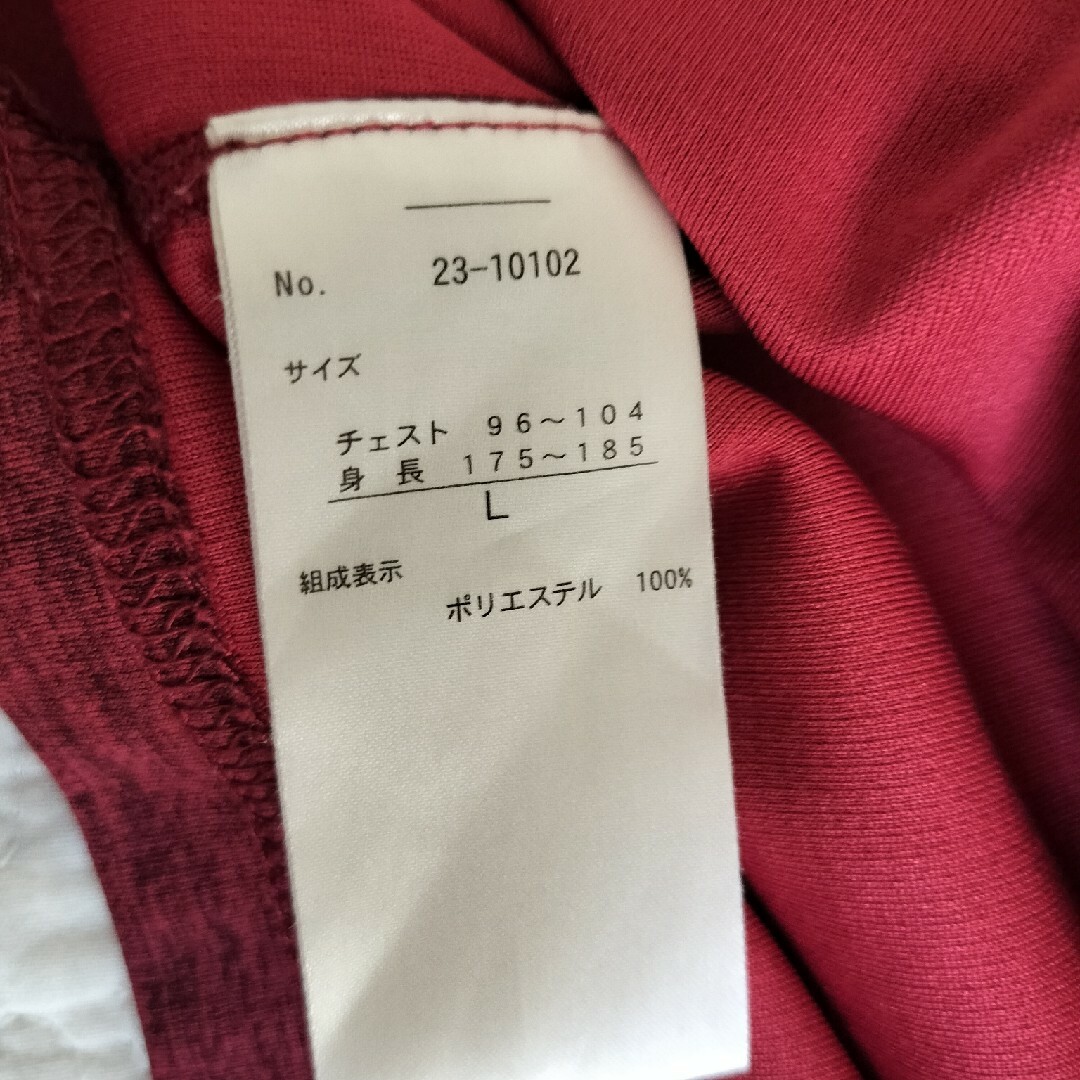 No. 23-10102
サイズ
チェスト 96～104
身長 175～185
L
組成表示
ポリエステル 100%